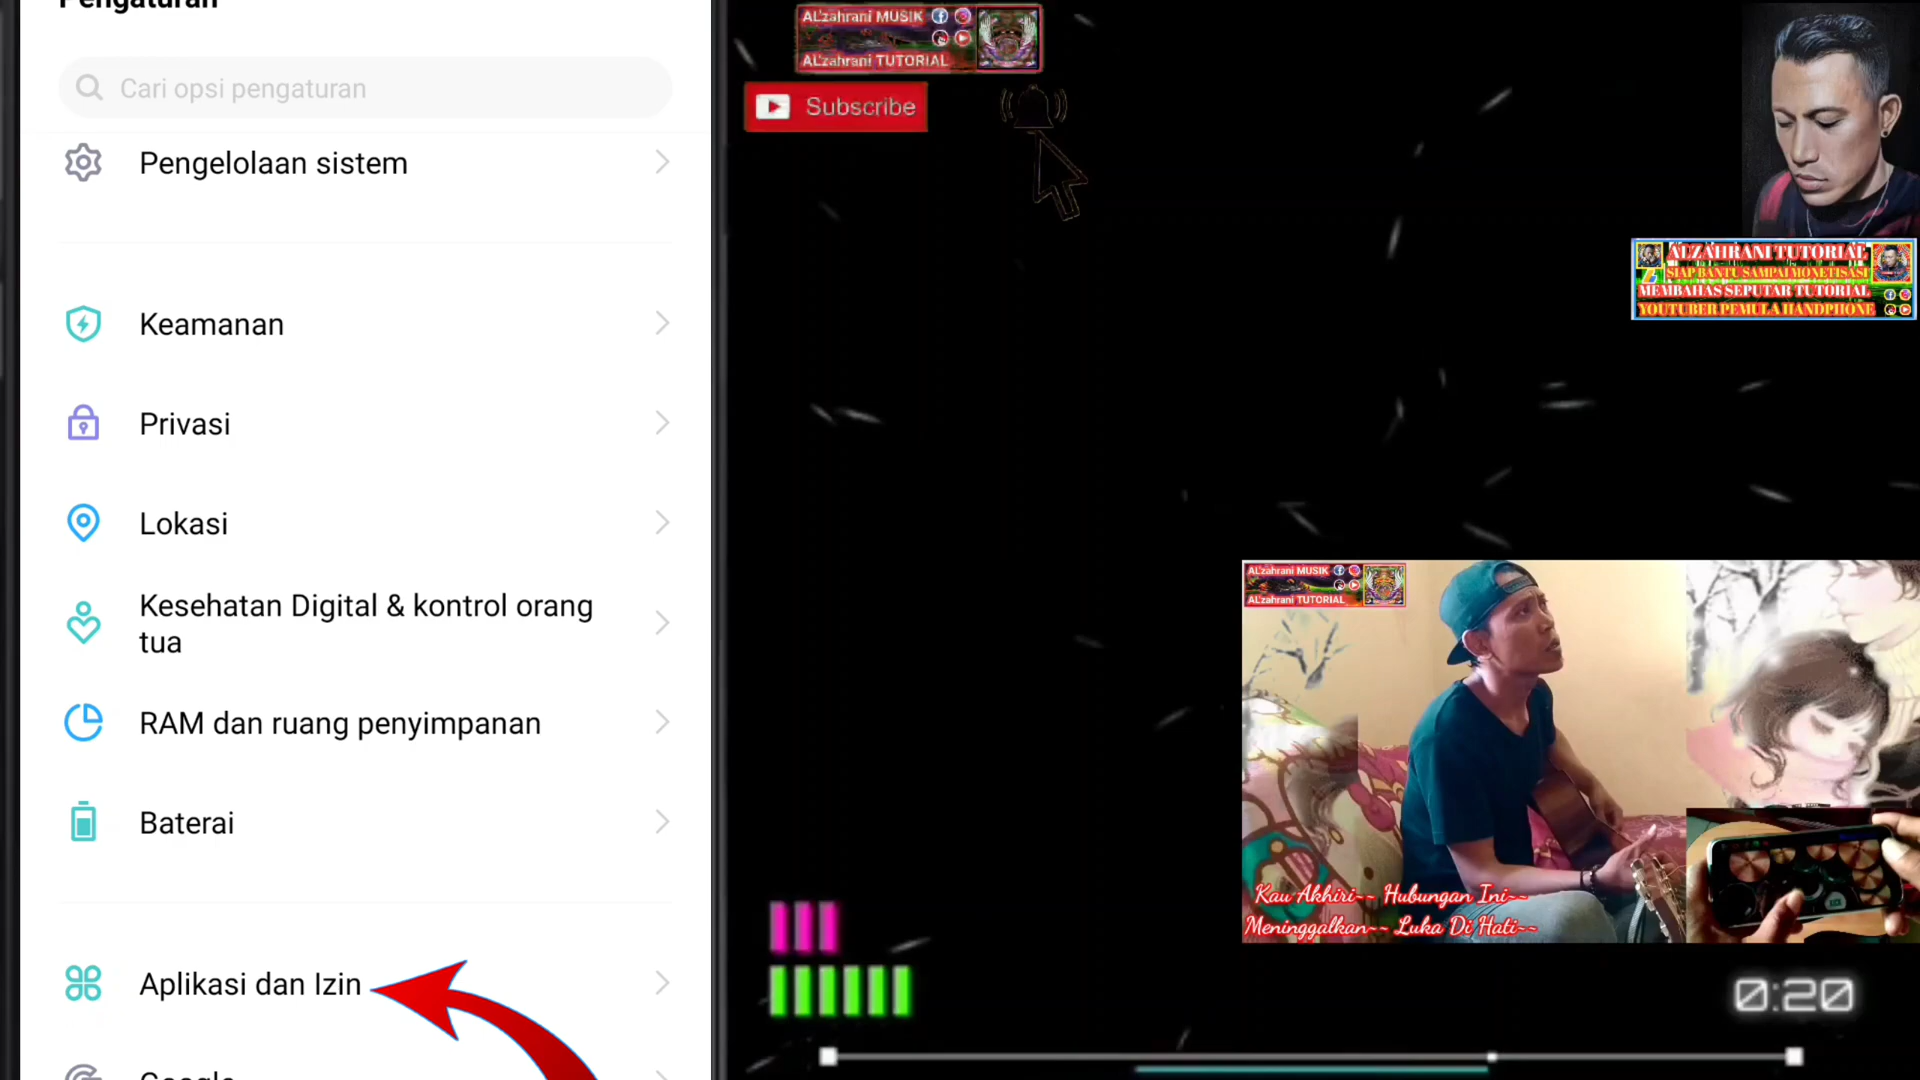 Pengaturan
Cari opsi pengaturan
Pengelolaan sistem
Keamanan
Privasi
Lokasi
Kesehatan Digital & kontrol orang
tua
RAM dan ruang penyimpanan
Baterai
Aplikasi dan Izin
Google
AL'zahrani MUSIK
AL'zahrani TUTORIAL
Subscribe
ALZAHRANI TUTORIAL
SIAP BANTU SAMPAI MONETISASI
MEMBAHAS SEPUTAR TUTORIAL
YOUTUBER PEMULA HANDPHONE
AL'zahrani MUSIK
AL'zahrani TUTORIAL
Kau Akhiri~~ Hubungan Ini~~
Meninggalkan~~ Luka Di Hati~~
0:20